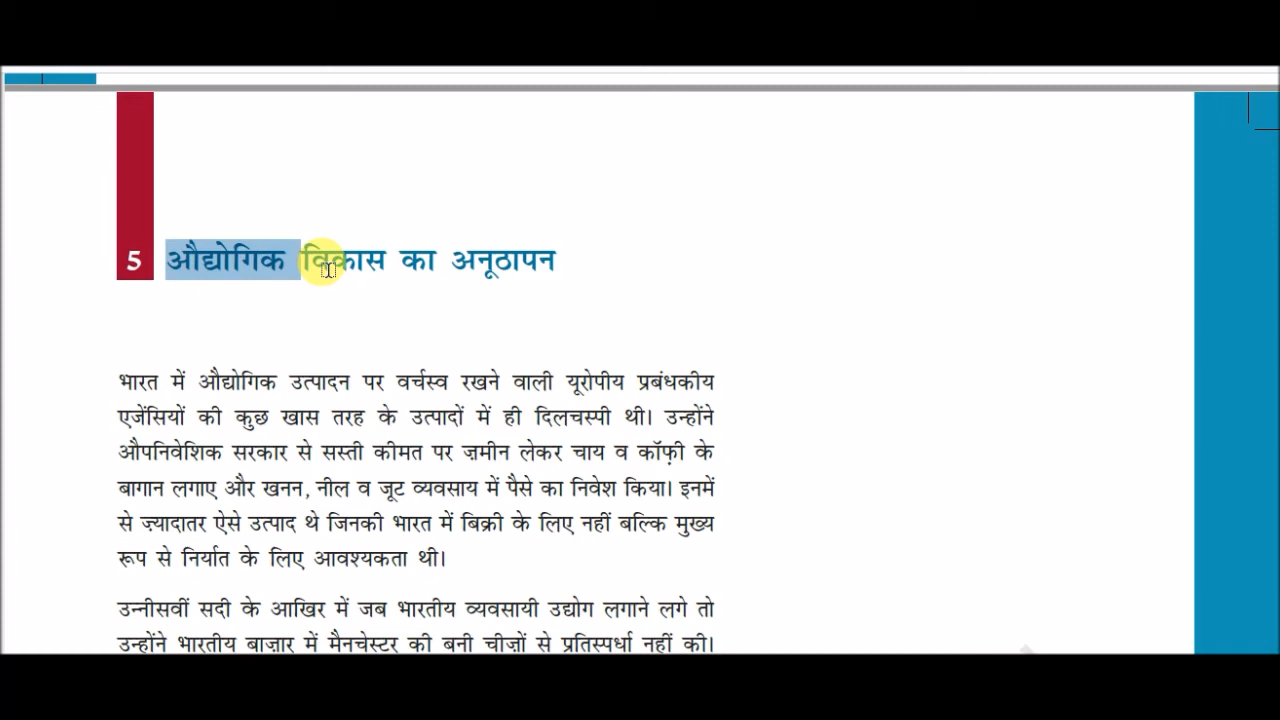 5 औद्योगिक विकास का अनूठापन
भारत में औद्योगिक उत्पादन पर वर्चस्व रखने वाली यूरोपीय प्रबंधकीय
एजेंसियों की कुछ खास तरह के उत्पादों में ही दिलचस्पी थी। उन्होंने
औपनिवेशिक सरकार से सस्ती कीमत पर ज़मीन लेकर चाय व कॉफ़ी के
बागान लगाए और खनन, नील व जूट व्यवसाय में पैसे का निवेश किया। इनमें
से ज़्यादातर ऐसे उत्पाद थे जिनकी भारत में बिक्री के लिए नहीं बल्कि मुख्य
रूप से निर्यात के लिए आवश्यकता थी।
उन्नीसवीं सदी के आखिर में जब भारतीय व्यवसायी उद्योग लगाने लगे तो
उन्होंने भारतीय बाज़ार में मैनचेस्टर की बनी चीज़ों से प्रतिस्पर्धा नहीं की।